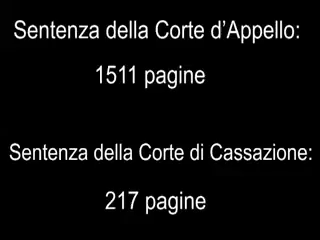 Sentenza della Corte d’Appello:
1511 pagine
Sentenza della Corte di Cassazione:
217 pagine